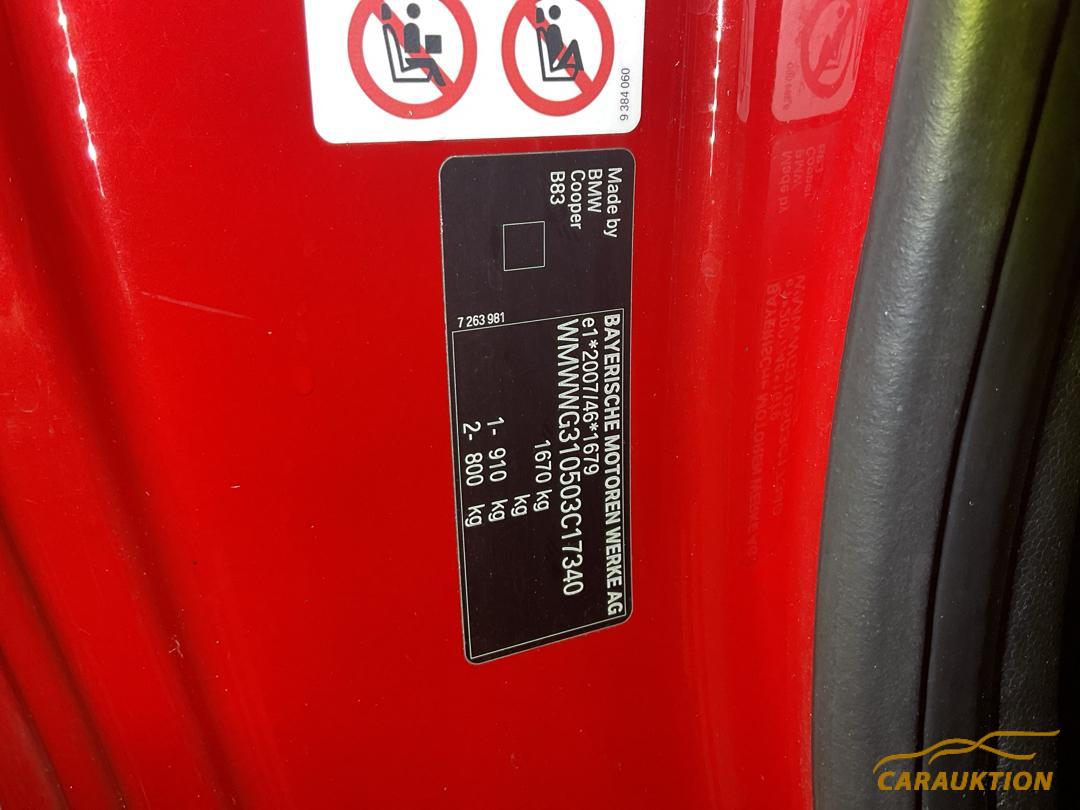 9 384 060
Made by
BMW
Cooper
B83
7 263 981
BAYERISCHE MOTOREN WERKE AG
e1*2007/46*1679
WMWWG310503C17340
1670 kg
kg
1- 910 kg
2- 800 kg
CARAUKTION